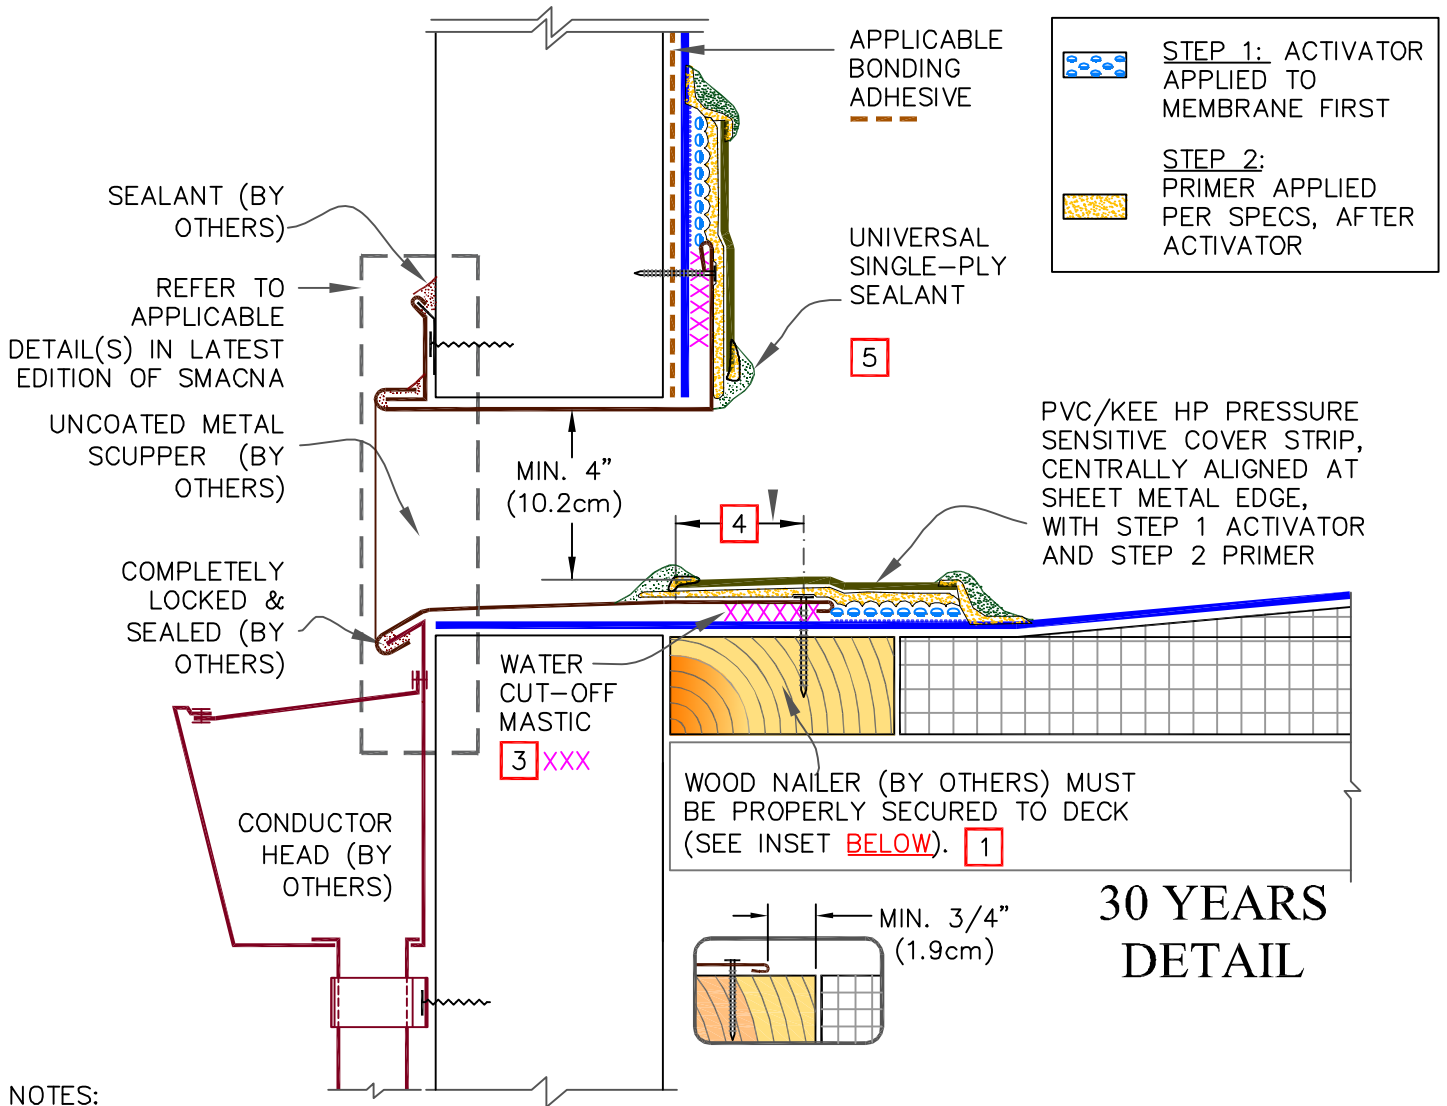 APPLICABLE
BONDING
ADHESIVE
STEP 1: ACTIVATOR
APPLIED TO
MEMBRANE FIRST
STEP 2:
PRIMER APPLIED
PER SPECS, AFTER
ACTIVATOR
SEALANT (BY
OTHERS)
REFER TO
APPLICABLE
DETAIL(S) IN LATEST
EDITION OF SMACNA
UNIVERSAL
SINGLE-PLY
SEALANT
5
UNCOATED METAL
SCUPPER (BY
OTHERS)
MIN. 4"
(10.2cm)
4
PVC/KEE HP PRESSURE
SENSITIVE COVER STRIP,
CENTRALLY ALIGNED AT
SHEET METAL EDGE,
WITH STEP 1 ACTIVATOR
AND STEP 2 PRIMER
COMPLETELY
LOCKED &
SEALED (BY
OTHERS)
WATER
CUT-OFF
MASTIC
3 XXX
WOOD NAILER (BY OTHERS) MUST
BE PROPERLY SECURED TO DECK
(SEE INSET BELOW). 1
CONDUCTOR
HEAD (BY
OTHERS)
MIN. 3/4"
(1.9cm)
30 YEARS
DETAIL
NOTES: